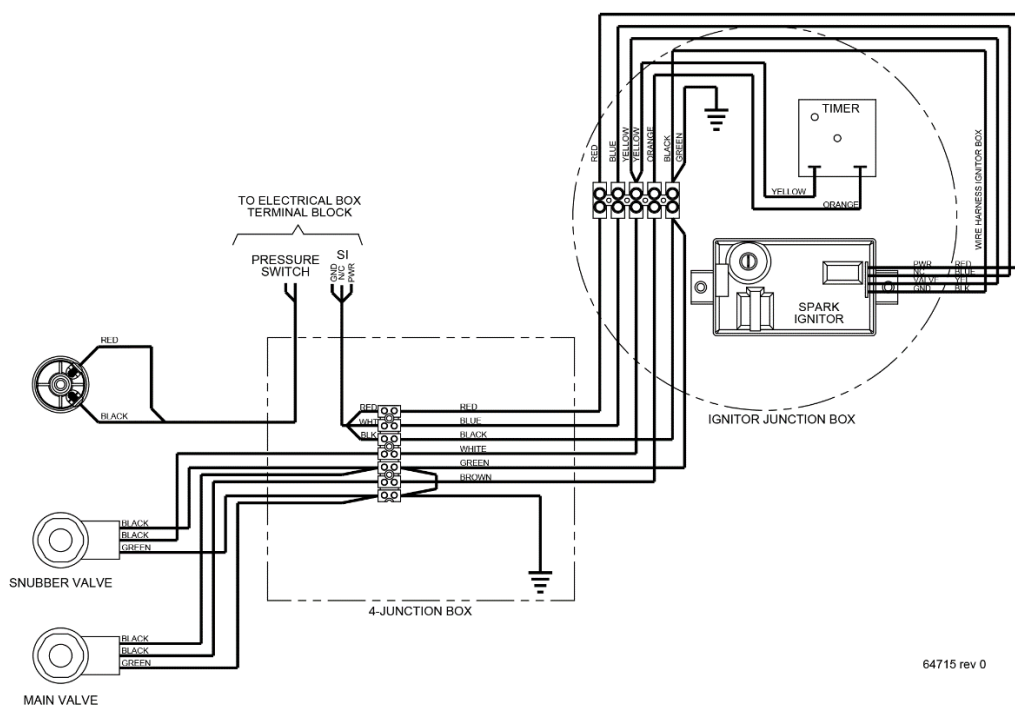 TIMER
RED
BLUE
YELLOW
YELLOW
ORANGE
BLACK
GREEN
WIRE HARNESS IGNITOR BOX
YELLOW
ORANGE
TO ELECTRICAL BOX
TERMINAL BLOCK
PRESSURE
SWITCH
SI
GND
N/C
PWR
PWR RED
N/C BLUE
VALVE YEL
GND BLK
SPARK
IGNITOR
IGNITOR JUNCTION BOX
RED
BLACK
RED
WHT
BLK
RED
BLUE
BLACK
WHITE
GREEN
BROWN
BLACK
BLACK
GREEN
SNUBBER VALVE
4-JUNCTION BOX
BLACK
BLACK
GREEN
MAIN VALVE
64715 rev 0